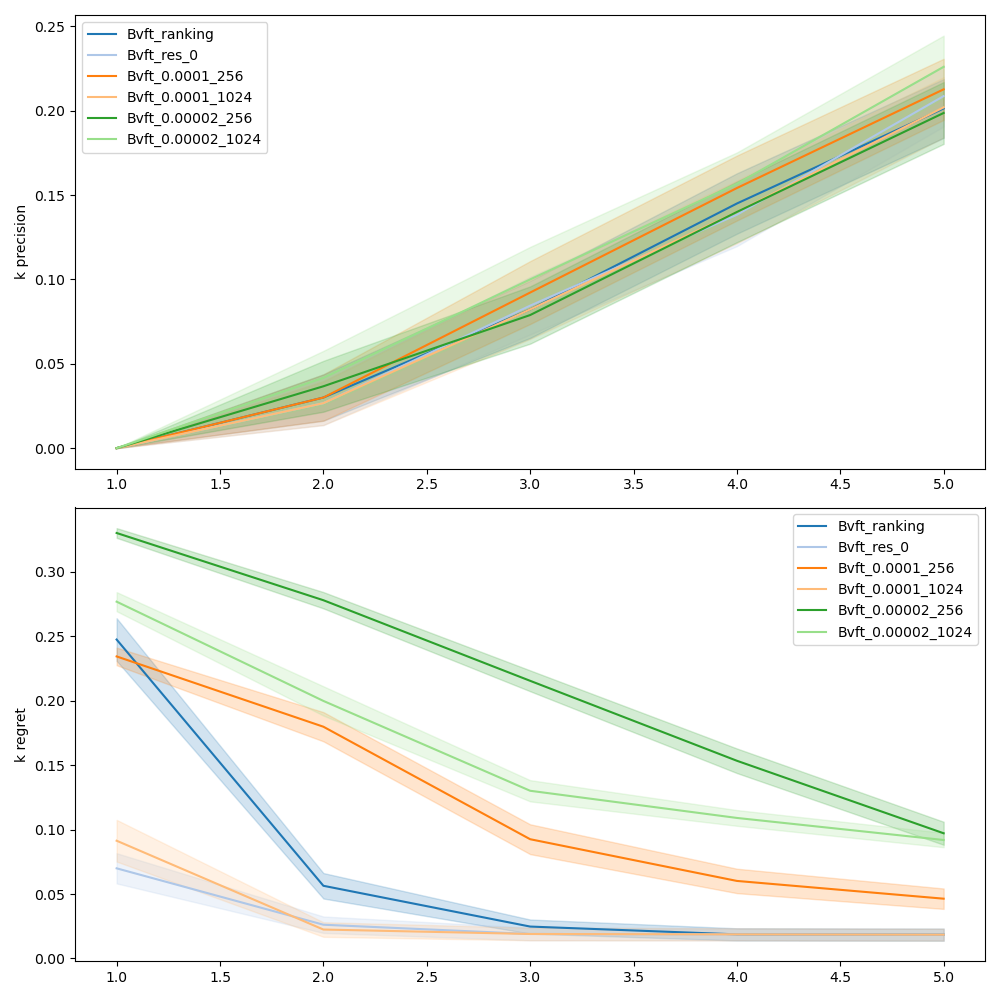 0.25
0.20
0.15
0.10
0.05
0.00
k precision
Bvft_ranking
Bvft_res_0
Bvft_0.0001_256
Bvft_0.0001_1024
Bvft_0.00002_256
Bvft_0.00002_1024
1.0 1.5 2.0 2.5 3.0 3.5 4.0 4.5 5.0
0.30
0.25
0.20
0.15
0.10
0.05
0.00
k regret
Bvft_ranking
Bvft_res_0
Bvft_0.0001_256
Bvft_0.0001_1024
Bvft_0.00002_256
Bvft_0.00002_1024
1.0 1.5 2.0 2.5 3.0 3.5 4.0 4.5 5.0